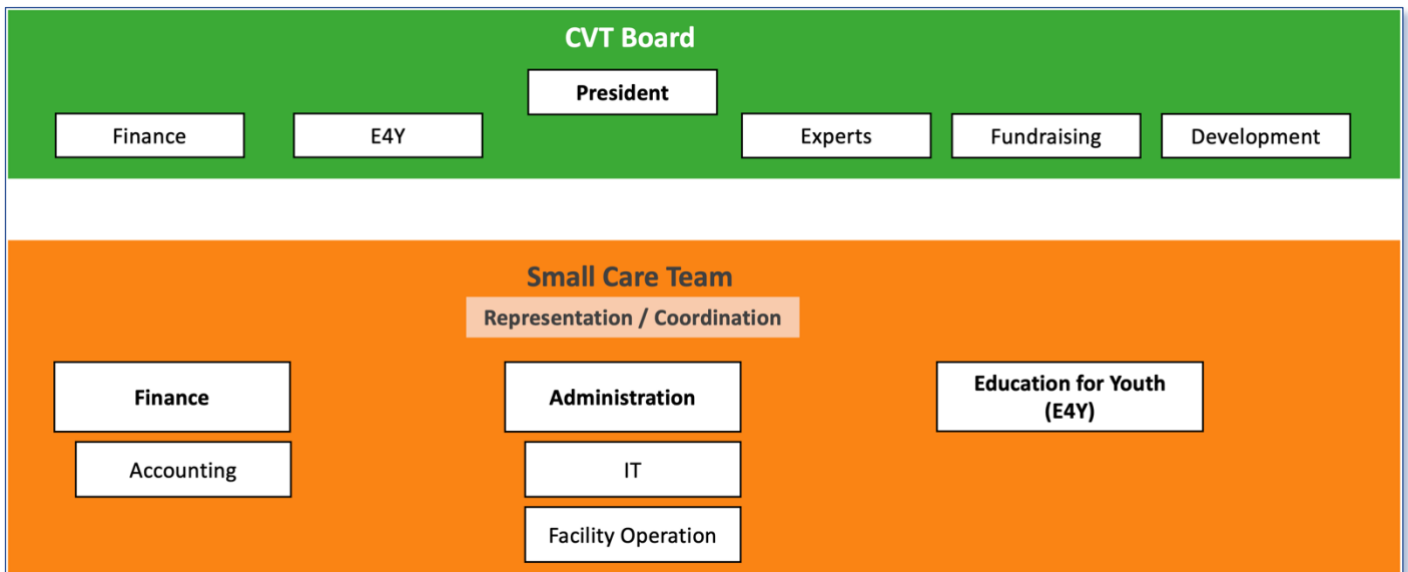 CVT Board
President
Finance
E4Y
Experts
Fundraising
Development
Small Care Team
Representation / Coordination
Finance
Administration
Education for Youth
(E4Y)
Accounting
IT
Facility Operation